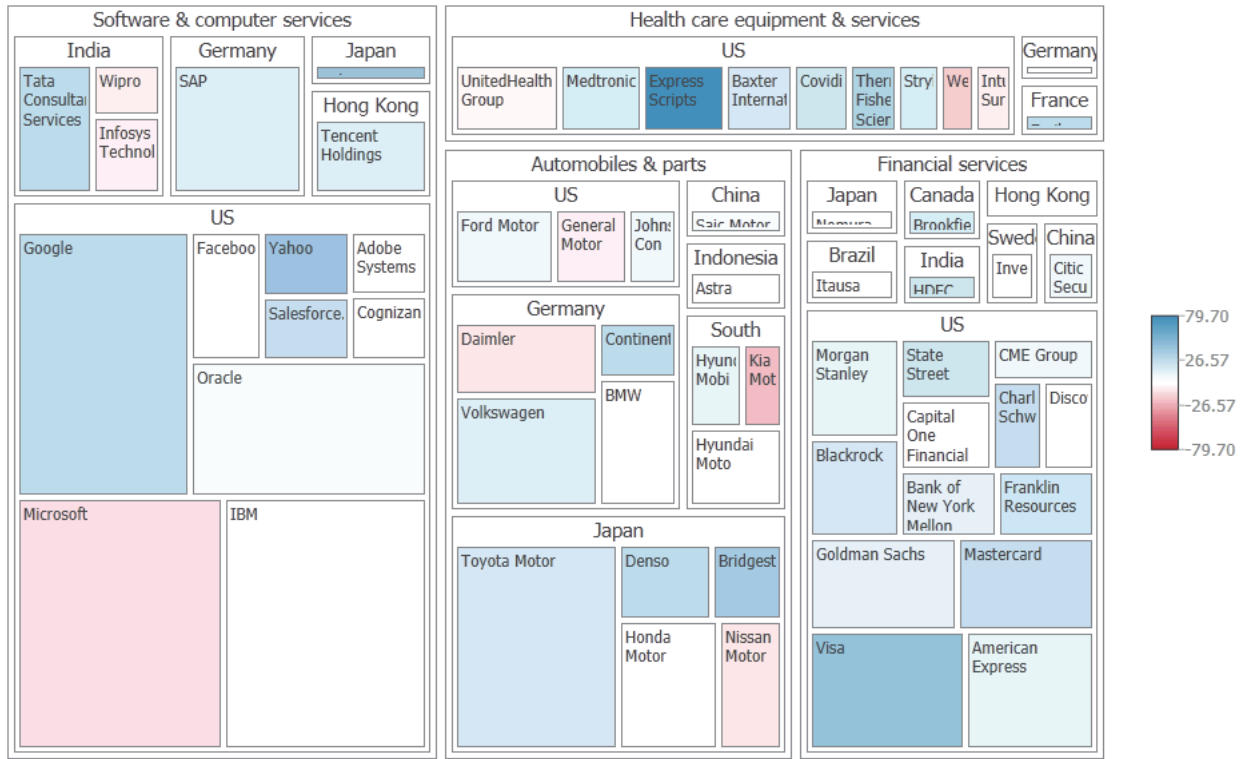 Software & computer services
India
Tata
Consulta
Services
Wipro
Infosys
Technol
Germany
SAP
Japan
Hong Kong
Tencent
Holdings
US
Google
Faceboo
Yahoo
Adobe
Systems
Salesforce.
Cognizan
Oracle
Microsoft
IBM
Health care equipment & services
US
UnitedHealth
Group
Medtronic
Express
Scripts
Baxter
Internat
Covidi
Ther
Fishe
Scien
Stry
We
Intu
Sur
Germany
France
Automobiles & parts
US
Ford Motor
General
Motor
Johns
Con
China
Saic Motor
Indonesia
Astra
Germany
Daimler
Continent
Volkswagen
BMW
South
Hyund
Mobi
Kia
Mot
Hyundai
Moto
Japan
Toyota Motor
Denso
Bridgest
Honda
Motor
Nissan
Motor
Financial services
Japan
Nomura
Canada
Brookfie
Hong Kong
Brazil
Itausa
India
HDFC
Swed
Inve
China
Citic
Secu
US
Morgan
Stanley
State
Street
CME Group
Capital
One
Financial
Charl
Schw
Disco
Blackrock
Bank of
New York
Mellon
Franklin
Resources
Goldman Sachs
Mastercard
Visa
American
Express
79.70
26.57
-26.57
-79.70